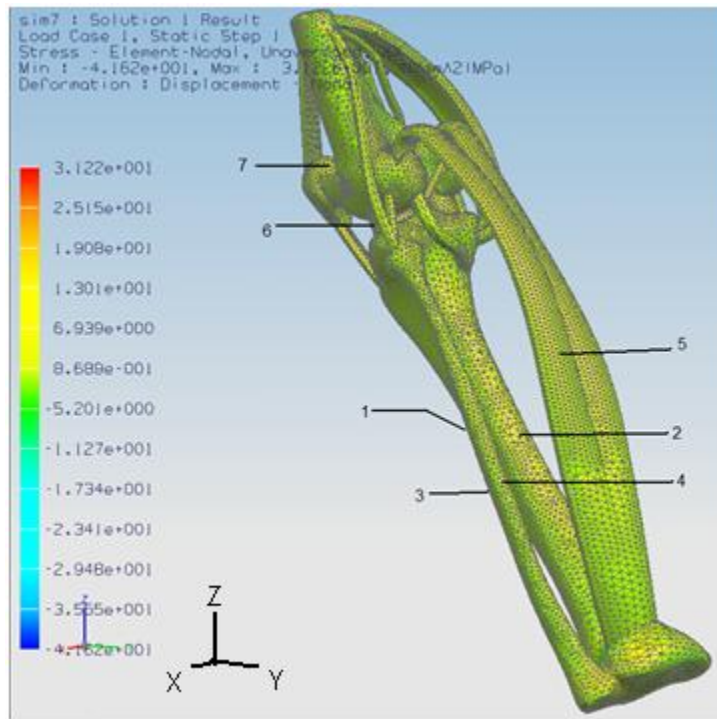 sim7 : Solution 1 Result
Load Case 1, Static Step 1
Stress - Element-Nodal,
Min : -4.162e+001, Max :
Deformation : Displacement -
3.122e+001
2.515e+001
1.908e+001
1.301e+001
6.939e+000
8.689e-001
-5.201e+000
-1.127e+001
-1.734e+001
-2.341e+001
-2.948e+001
-3.555e+001
-4.162e+001
7
6
5
1
2
3
4
Z
X
Y